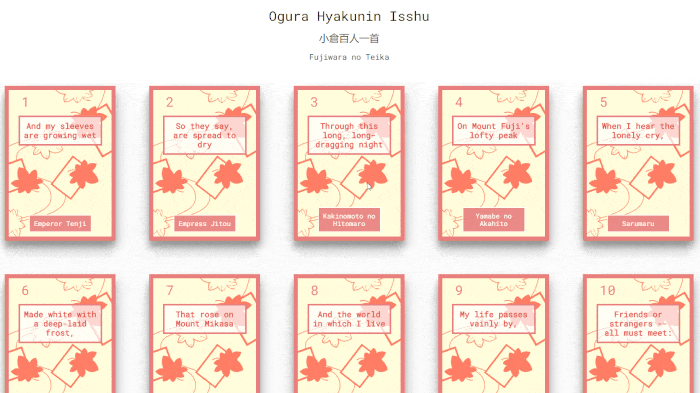 Ogura Hyakunin Isshu
小倉百人一首
Fujiwara no Teika
1
And my sleeves
are growing wet
Emperor Tenji
2
So they say,
are spread to
dry
Empress Jitou
3
Through this
long, long-
dragging night
Kakinomoto no
Hitomaro
4
On Mount Fuji's
lofty peak
Yamabe no
Akahito
5
When I hear the
lonely cry,
Sarumaru
6
Made white with
a deep-laid
frost,
7
That rose on
Mount Mikasa
8
And the world
in which I live
9
My life passes
vainly by,
10
Friends or
strangers —
all must meet: